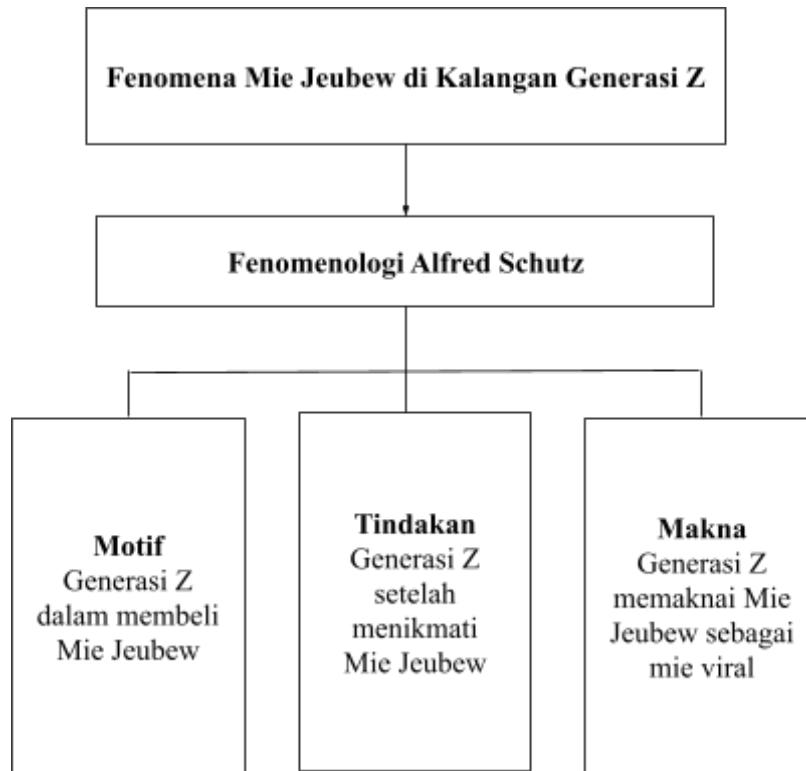 Fenomena Mie Jeubew di Kalangan Generasi Z
Fenomenologi Alfred Schutz
Motif
Generasi Z
dalam membeli
Mie Jeubew
Tindakan
Generasi Z
setelah
menikmati
Mie Jeubew
Makna
Generasi Z
memaknai Mie
Jeubew sebagai
mie viral